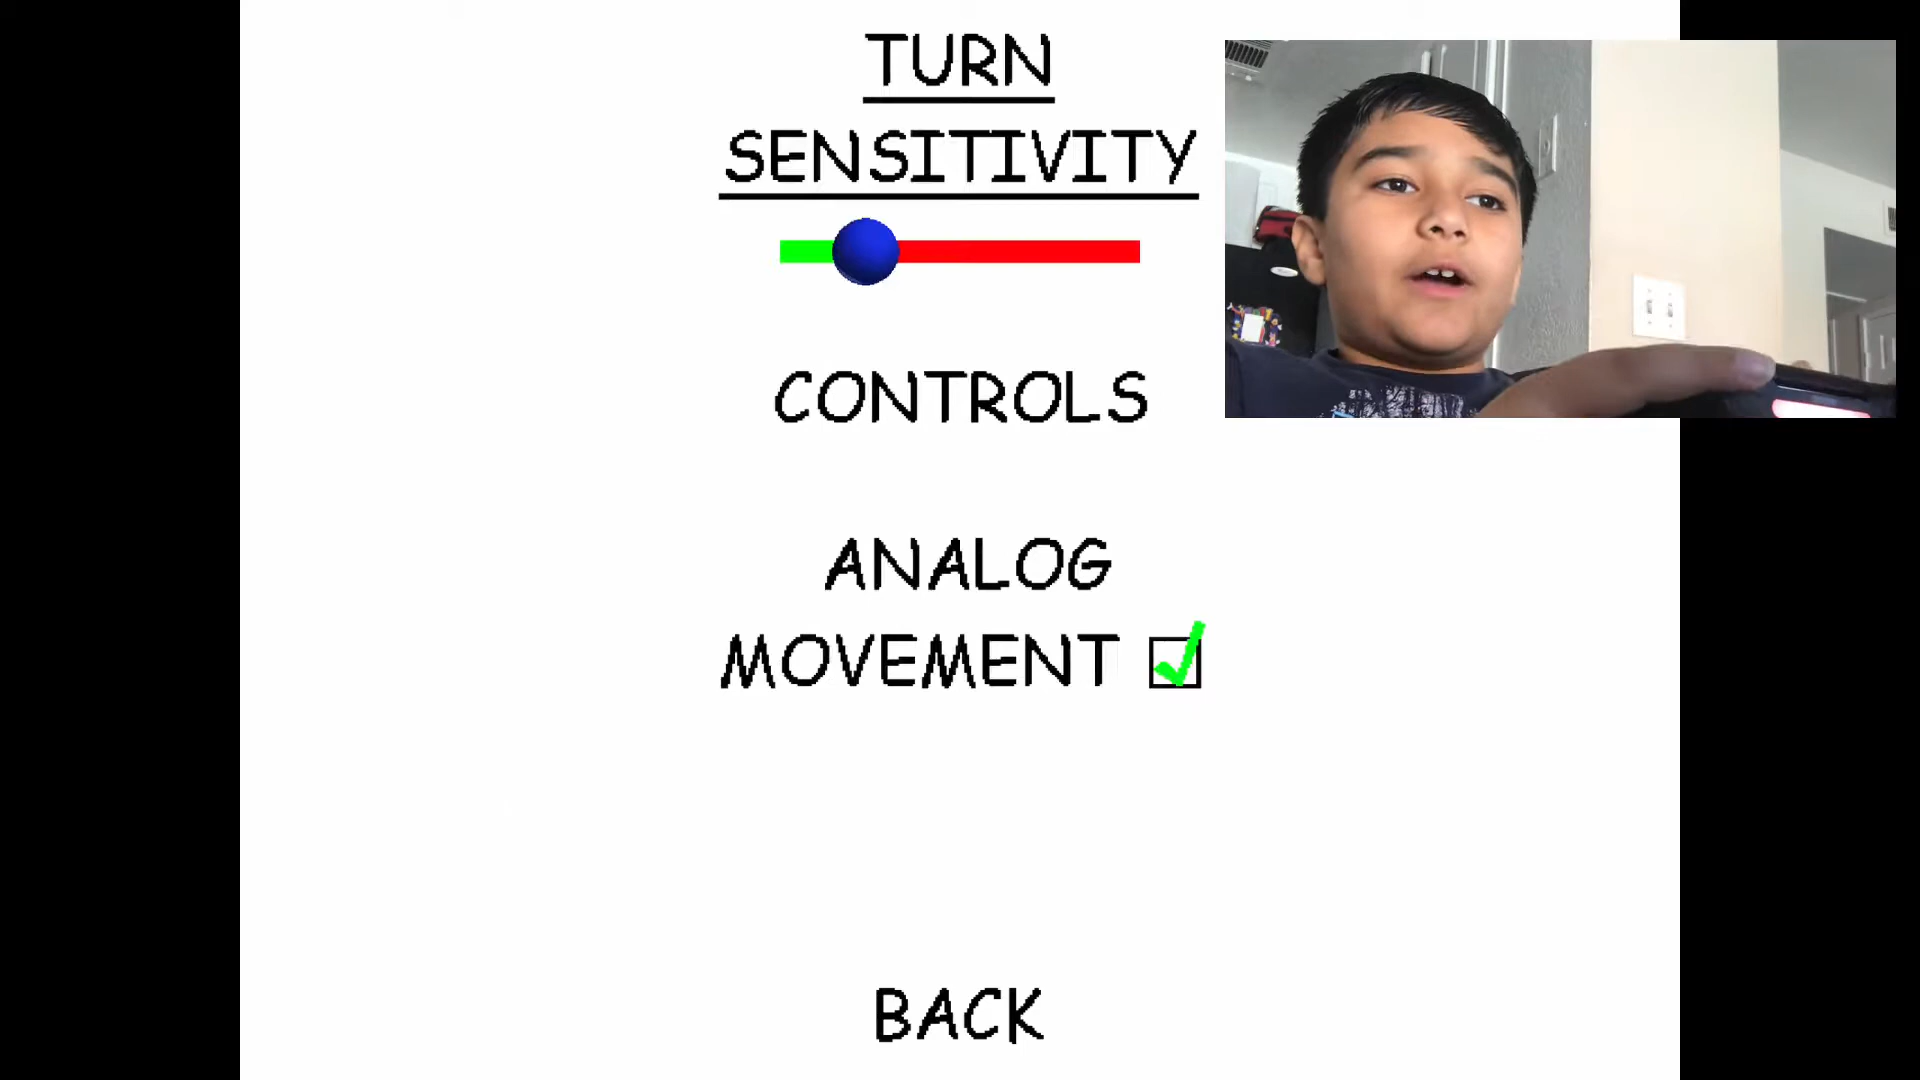 TURN
SENSITIVITY
CONTROLS
ANALOG
MOVEMENT
BACK